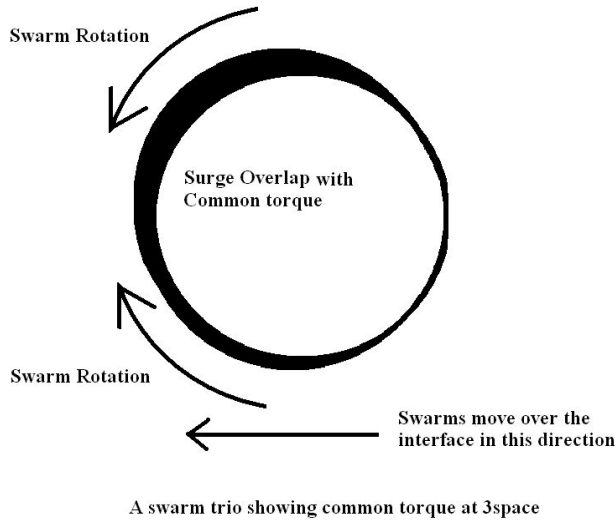 Swarm Rotation
Surge Overlap with
Common torque
Swarm Rotation
Swarms move over the
interface in this direction
A swarm trio showing common torque at 3space